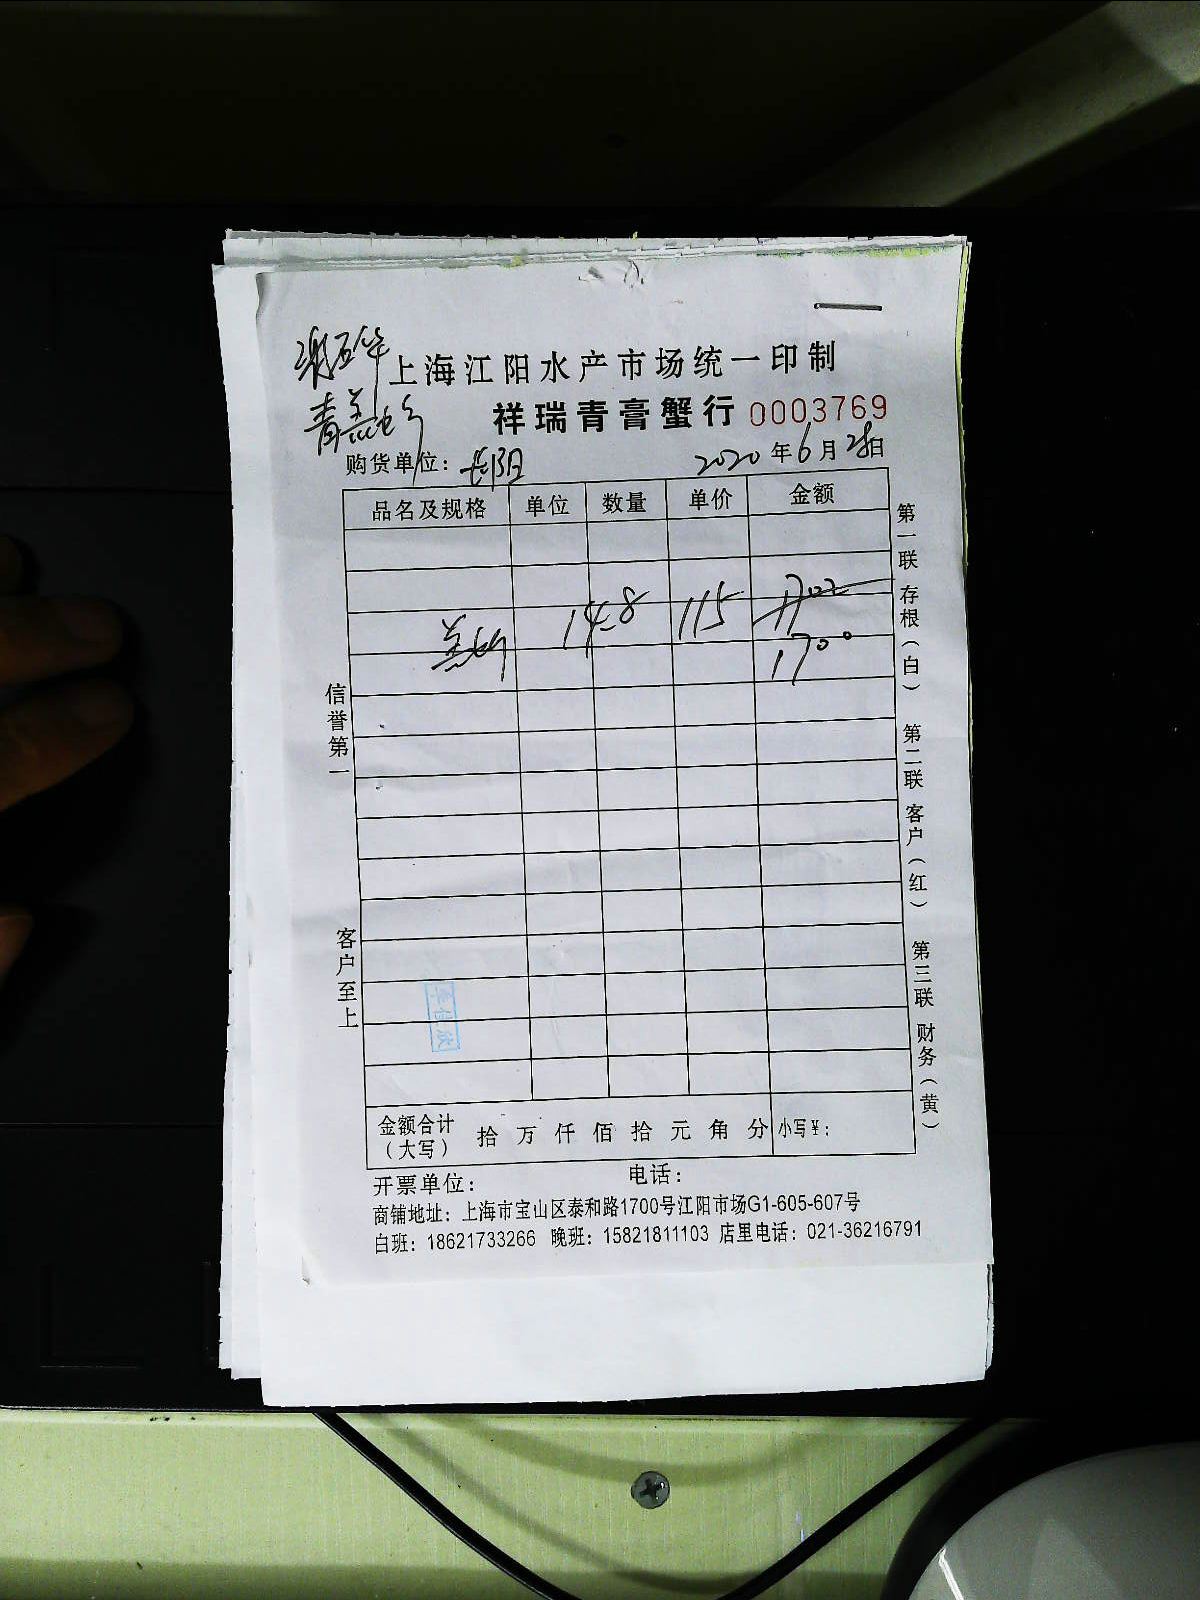 上海江阳水产市场统一印制
祥瑞青膏蟹行 0003769
购货单位： 长阳 2020年6月28日
品名及规格 单位 数量 单价 金额
14.8 115 1702
1700
信誉第一
客户至上
第一联 存根（白）
第二联 客户（红）
第三联 财务（黄）
金额合计（大写） 拾 万 仟 佰 拾 元 角 分 小写￥：
开票单位： 电话：
商铺地址：上海市宝山区泰和路1700号江阳市场G1-605-607号
白班：18621733266 晚班：15821811103 店里电话：021-36216791